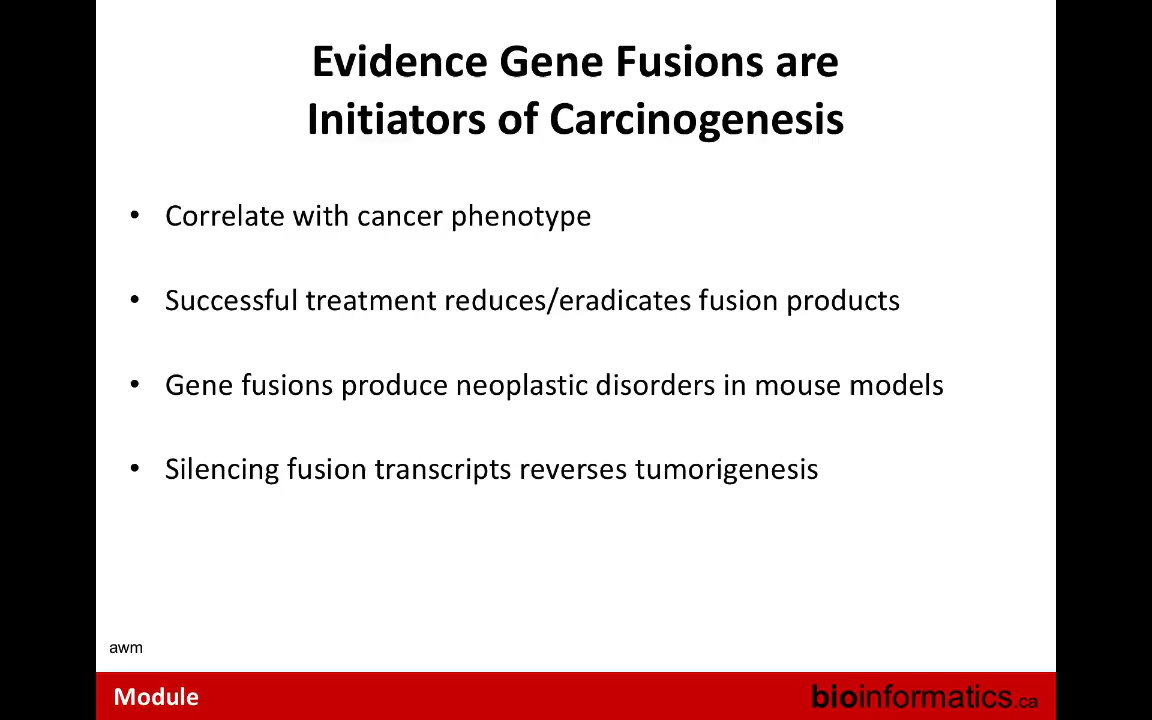 Evidence Gene Fusions are
Initiators of Carcinogenesis
• Correlate with cancer phenotype
• Successful treatment reduces/eradicates fusion products
• Gene fusions produce neoplastic disorders in mouse models
• Silencing fusion transcripts reverses tumorigenesis
awm
Module
bioinformatics.ca